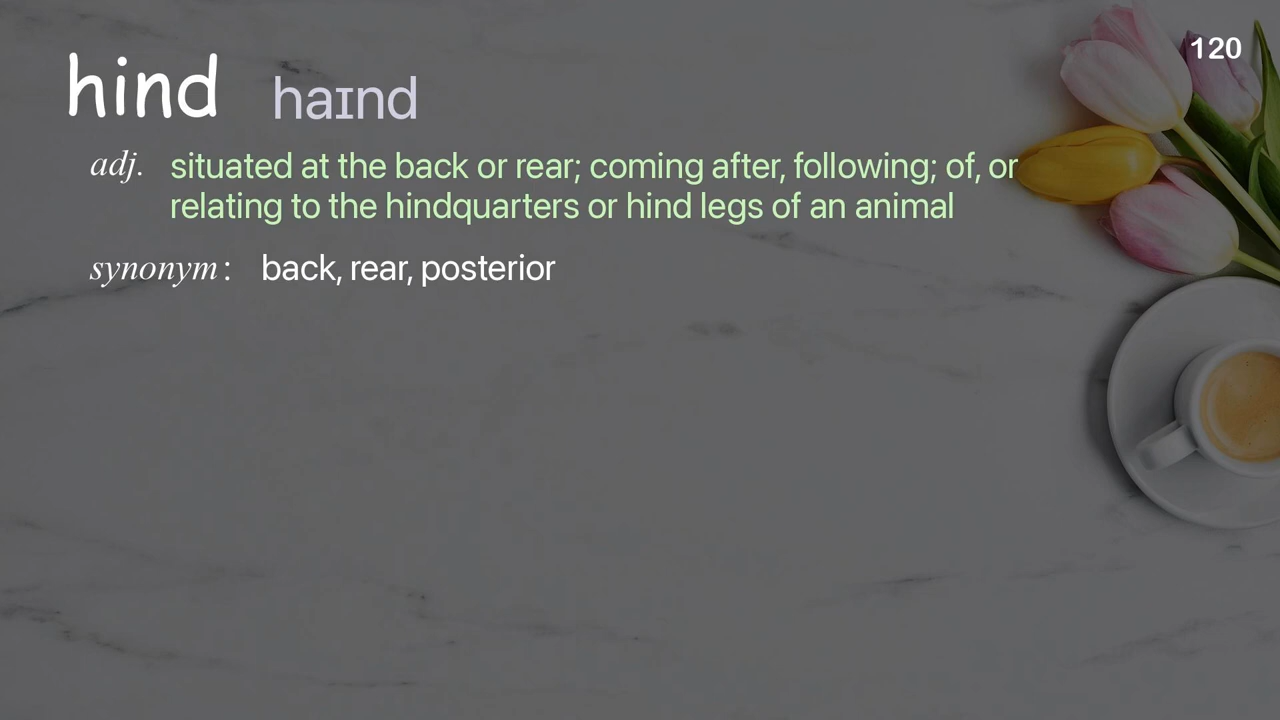 120
hind haɪnd
adj. situated at the back or rear; coming after, following; of, or
relating to the hindquarters or hind legs of an animal
synonym: back, rear, posterior